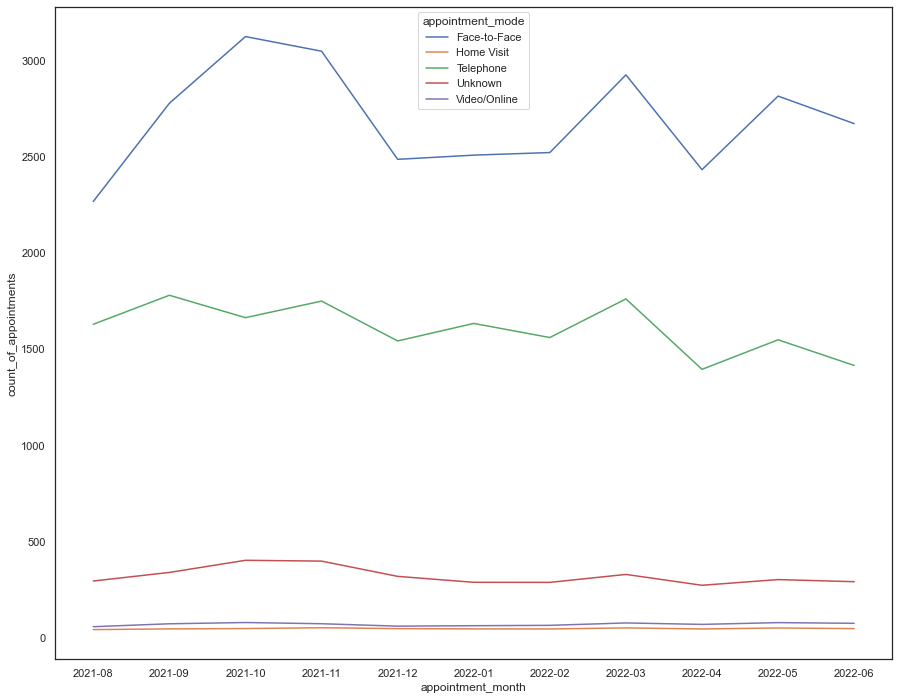 appointment_mode
Face-to-Face
Home Visit
Telephone
Unknown
Video/Online
count_of_appointments
3000
2500
2000
1500
1000
500
0
2021-08 2021-09 2021-10 2021-11 2021-12 2022-01 2022-02 2022-03 2022-04 2022-05 2022-06
appointment_month